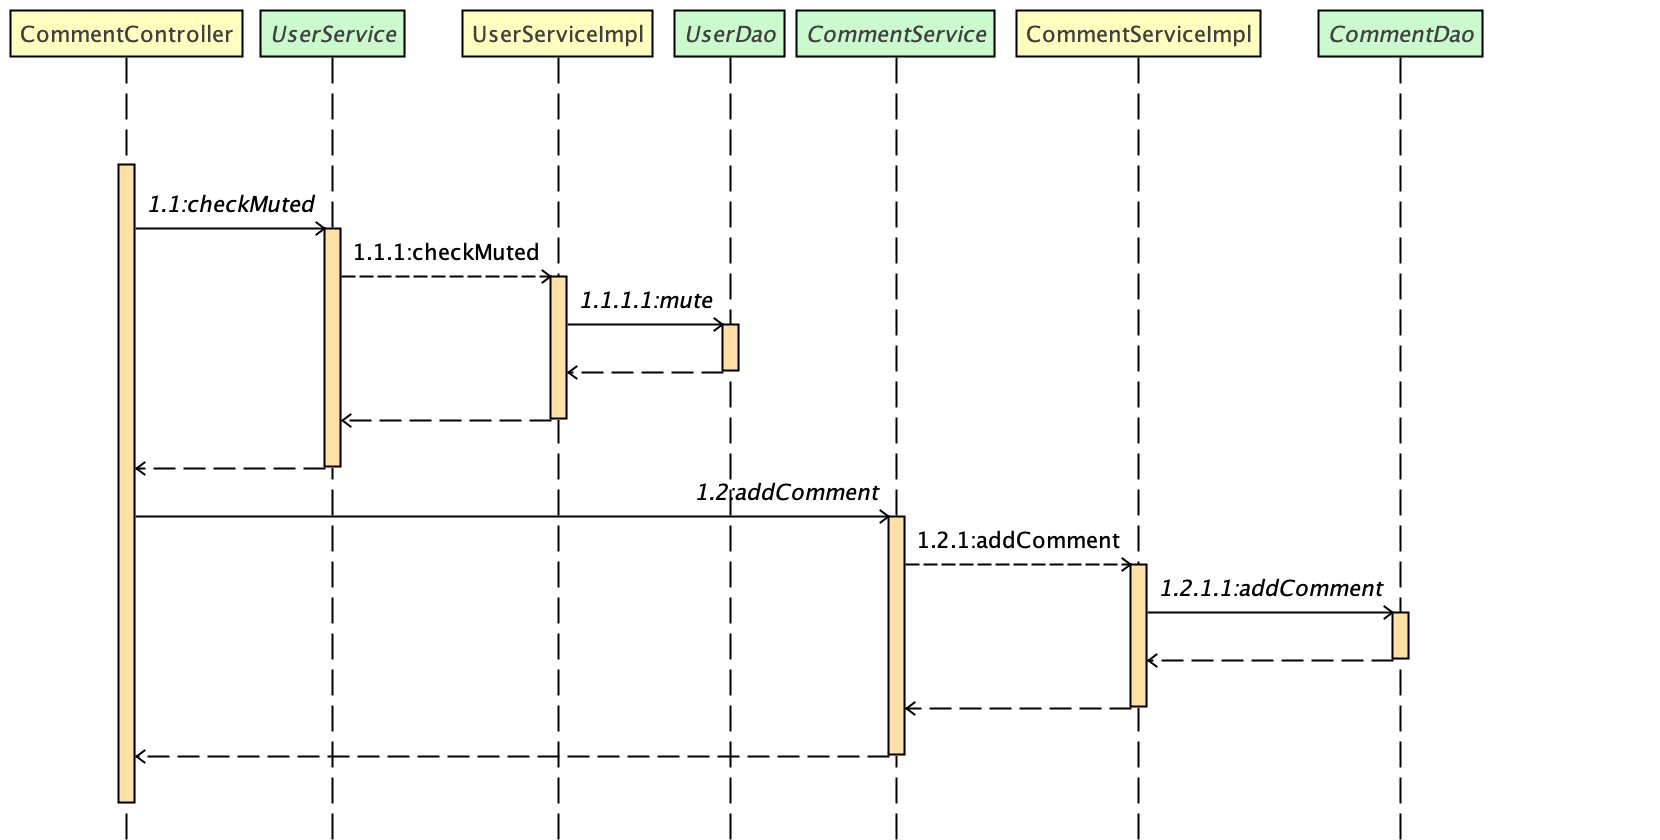 CommentController
UserService
UserServiceImpl
UserDao
CommentService
CommentServiceImpl
CommentDao
1.1:checkMuted
1.1.1:checkMuted
1.1.1.1:mute
1.2:addComment
1.2.1:addComment
1.2.1.1:addComment